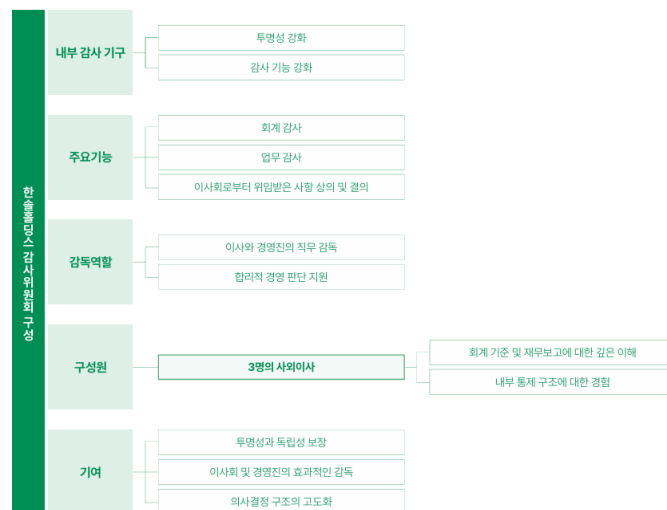 한솔홀딩스 감사위원회 구성
내부 감사 기구
투명성 강화
감사 기능 강화
주요기능
회계 감사
업무 감사
이사회로부터 위임받은 사항 상의 및 결의
감독역할
이사와 경영진의 직무 감독
합리적 경영 판단 지원
구성원
3명의 사외이사
회계 기준 및 재무보고에 대한 깊은 이해
내부 통제 구조에 대한 경험
기여
투명성과 독립성 보장
이사회 및 경영진의 효과적인 감독
의사결정 구조의 고도화